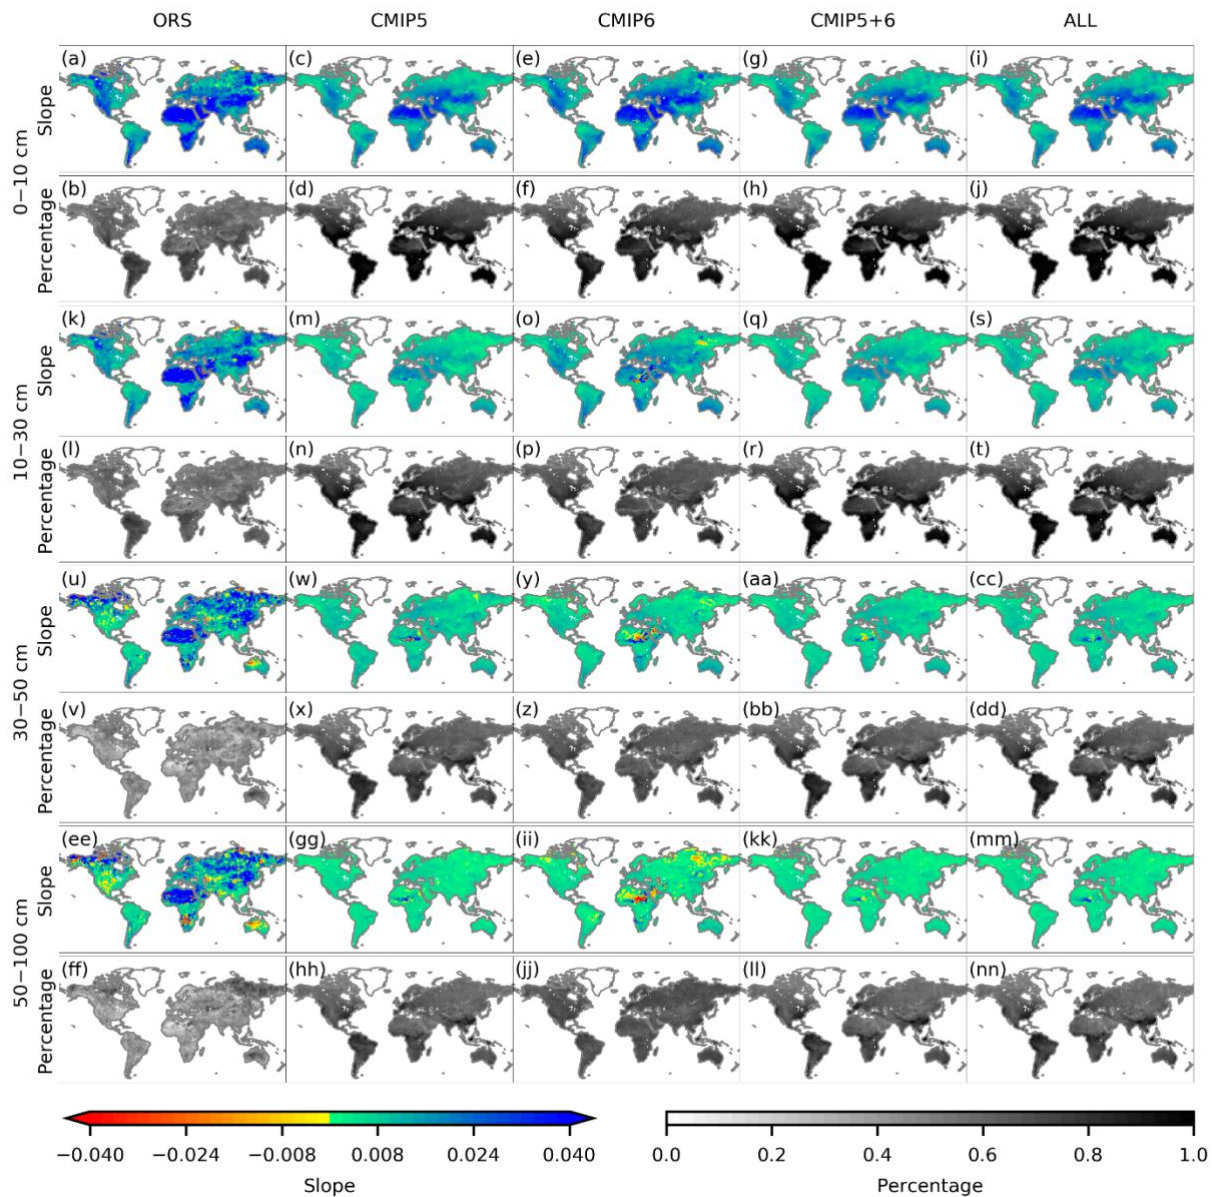 ORS CMIP5 CMIP6 CMIP5+6 ALL
0−10 cm
Slope
(a) (c) (e) (g) (i)
Percentage
(b) (d) (f) (h) (j)
10−30 cm
Slope
(k) (m) (o) (q) (s)
Percentage
(l) (n) (p) (r) (t)
30−50 cm
Slope
(u) (w) (y) (aa) (cc)
Percentage
(v) (x) (z) (bb) (dd)
50−100 cm
Slope
(ee) (gg) (ii) (kk) (mm)
Percentage
(ff) (hh) (jj) (ll) (nn)
−0.040 −0.024 −0.008 0.008 0.024 0.040
Slope
0.0 0.2 0.4 0.6 0.8 1.0
Percentage